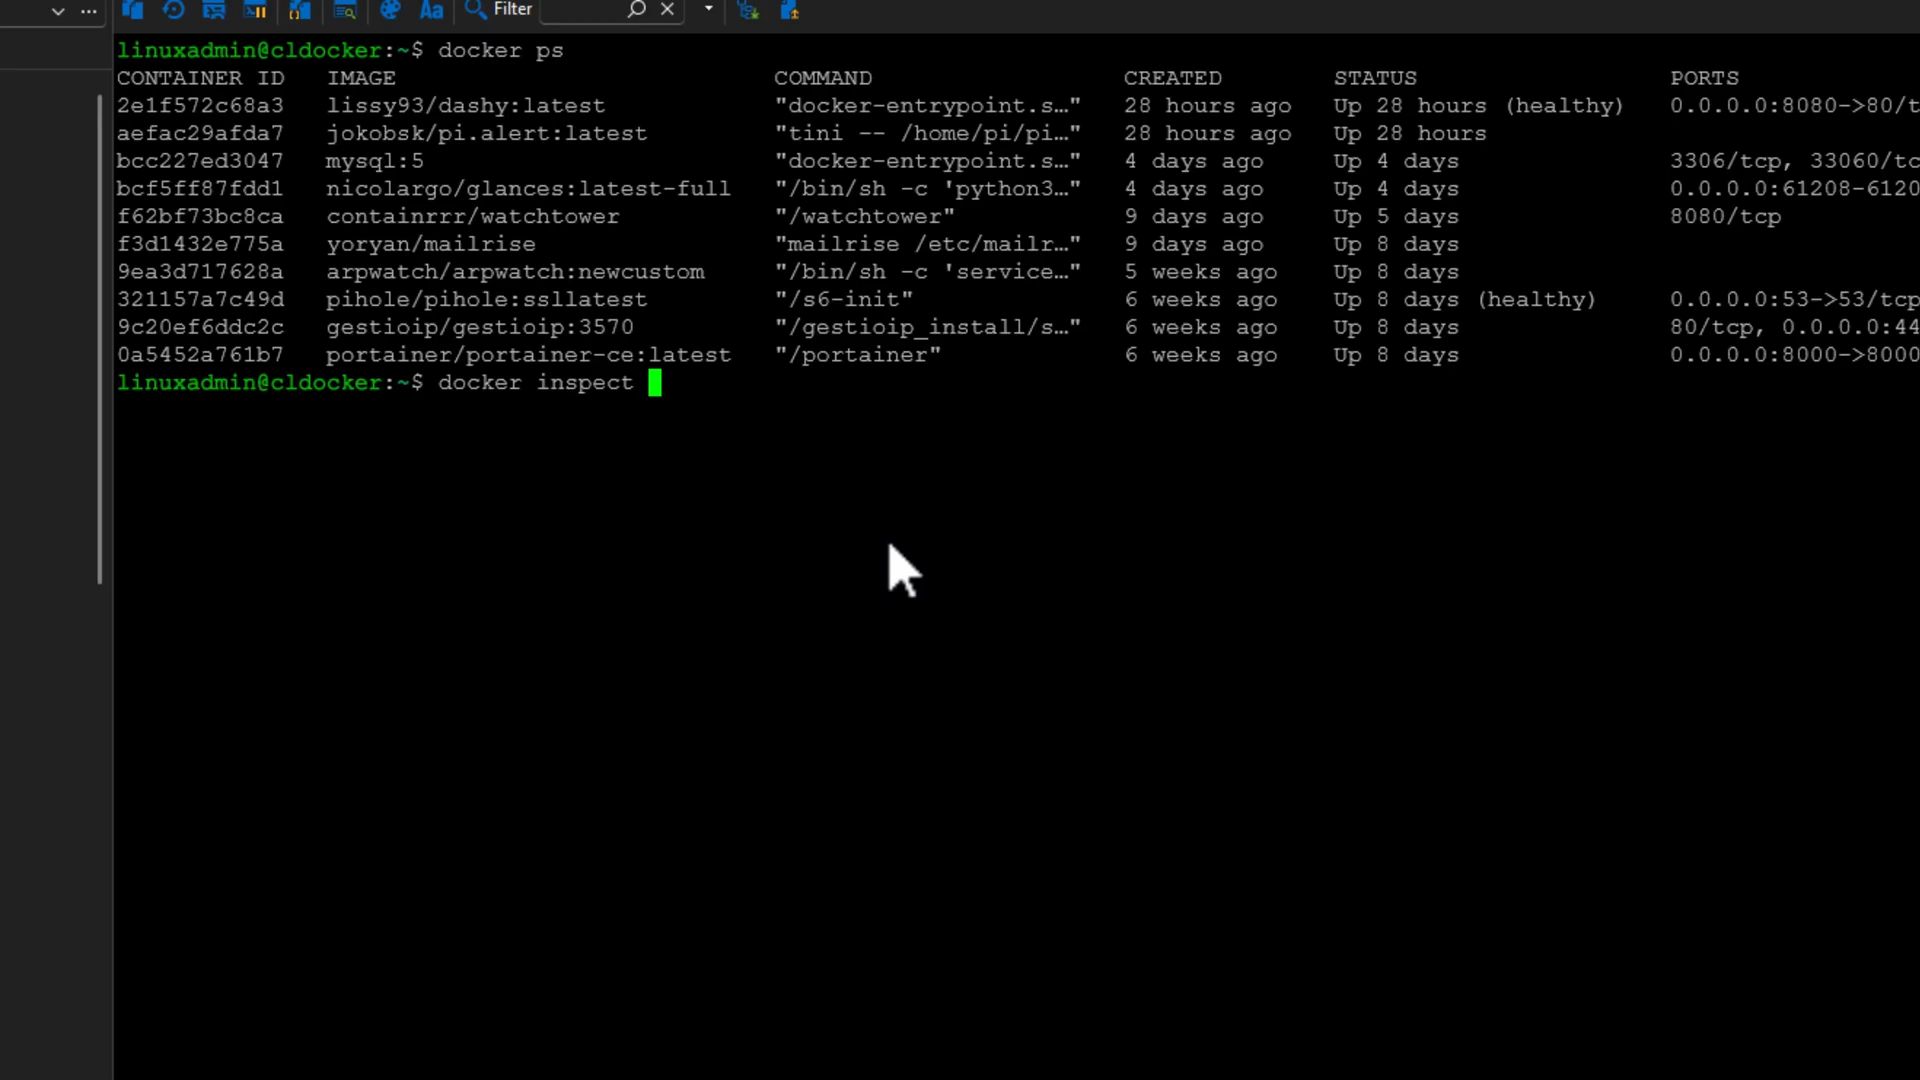 Aa Filter
linuxadmin@cldocker:~$ docker ps
CONTAINER ID IMAGE COMMAND CREATED STATUS PORTS
2e1f572c68a3 lissy93/dashy:latest "docker-entrypoint.s…" 28 hours ago Up 28 hours (healthy) 0.0.0.0:8080->80/t
aefac29afda7 jokobsk/pi.alert:latest "tini -- /home/pi/pi…" 28 hours ago Up 28 hours
bcc227ed3047 mysql:5 "docker-entrypoint.s…" 4 days ago Up 4 days 3306/tcp, 33060/tc
bcf5ff87fdd1 nicolargo/glances:latest-full "/bin/sh -c 'python3…" 4 days ago Up 4 days 0.0.0.0:61208-6120
f62bf73bc8ca containrrr/watchtower "/watchtower" 9 days ago Up 5 days 8080/tcp
f3d1432e775a yoryan/mailrise "mailrise /etc/mailr…" 9 days ago Up 8 days
9ea3d717628a arpwatch/arpwatch:newcustom "/bin/sh -c 'service…" 5 weeks ago Up 8 days
321157a7c49d pihole/pihole:ssllatest "/s6-init" 6 weeks ago Up 8 days (healthy) 0.0.0.0:53->53/tcp
9c20ef6ddc2c gestioip/gestioip:3570 "/gestioip_install/s…" 6 weeks ago Up 8 days 80/tcp, 0.0.0.0:44
0a5452a761b7 portainer/portainer-ce:latest "/portainer" 6 weeks ago Up 8 days 0.0.0.0:8000->8000
linuxadmin@cldocker:~$ docker inspect